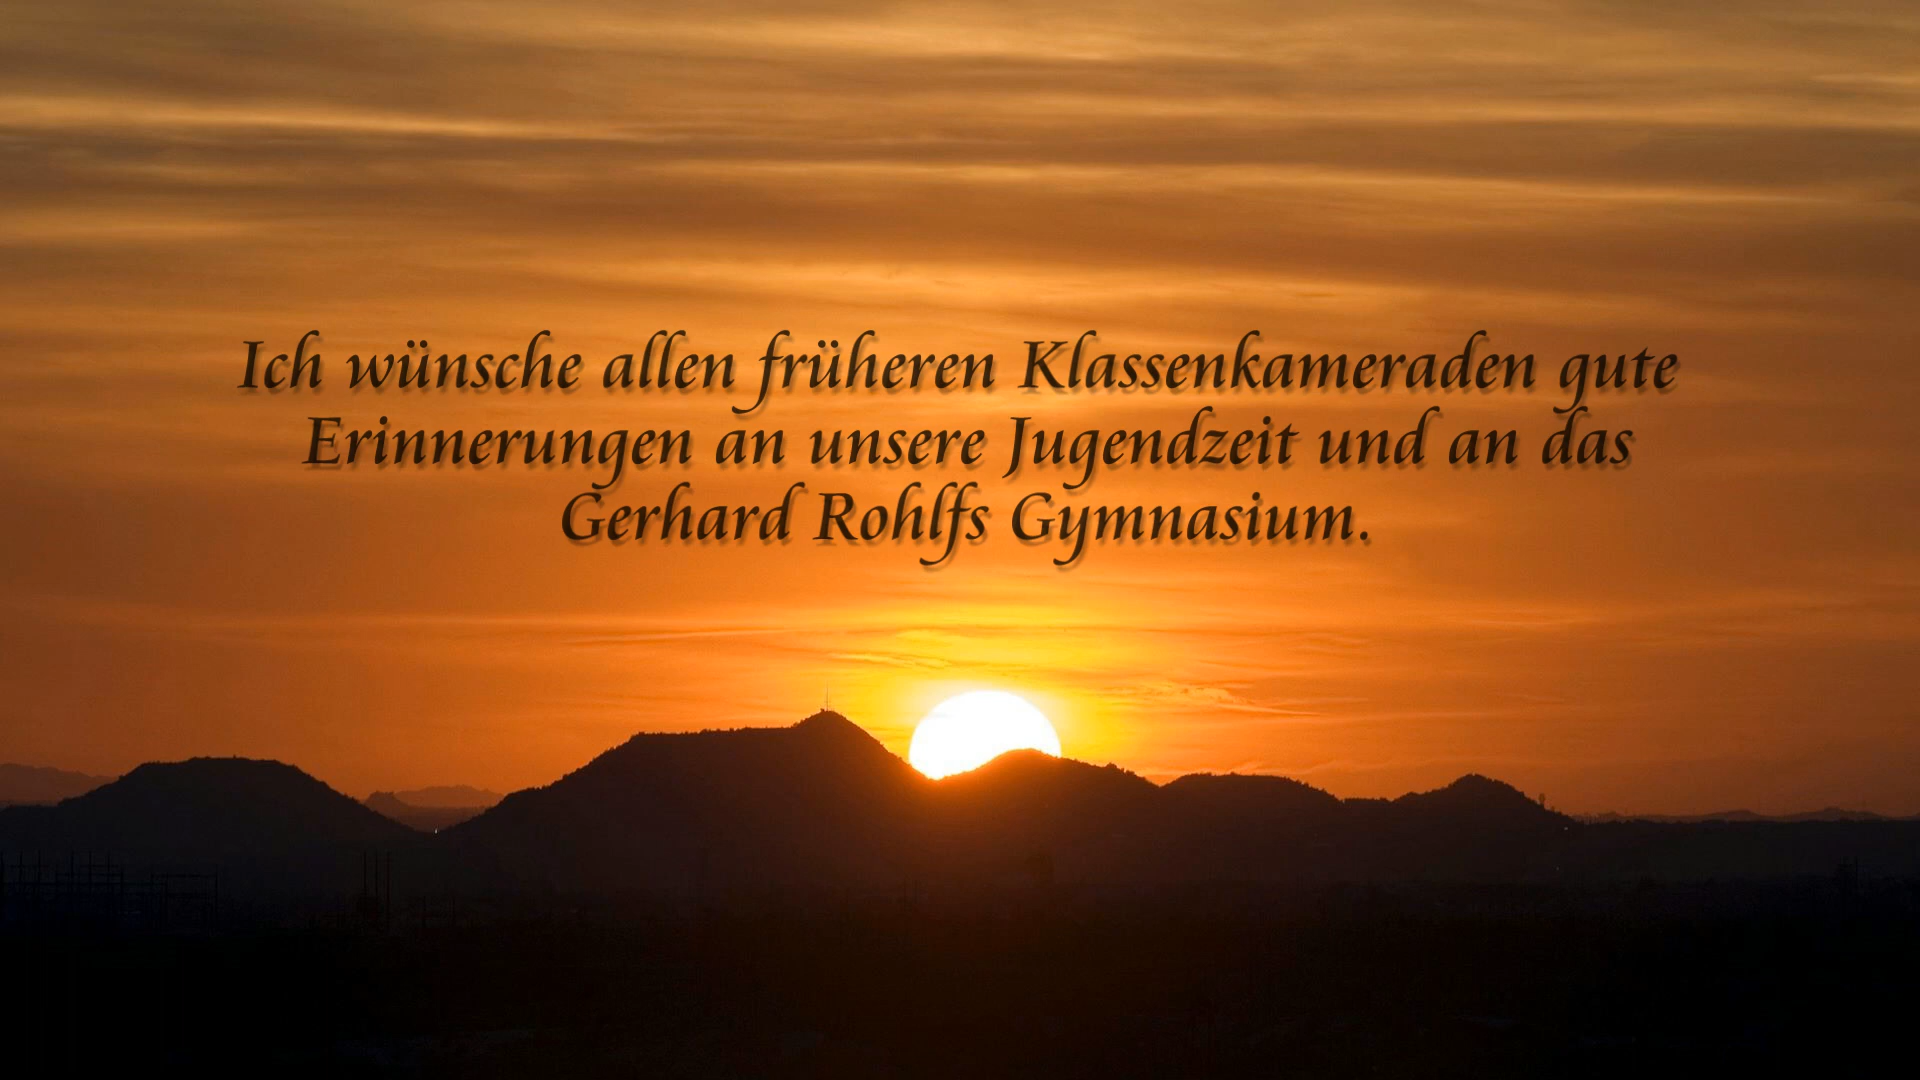 Ich wünsche allen früheren Klassenkameraden gute
Erinnerungen an unsere Jugendzeit und an das
Gerhard Rohlfs Gymnasium.